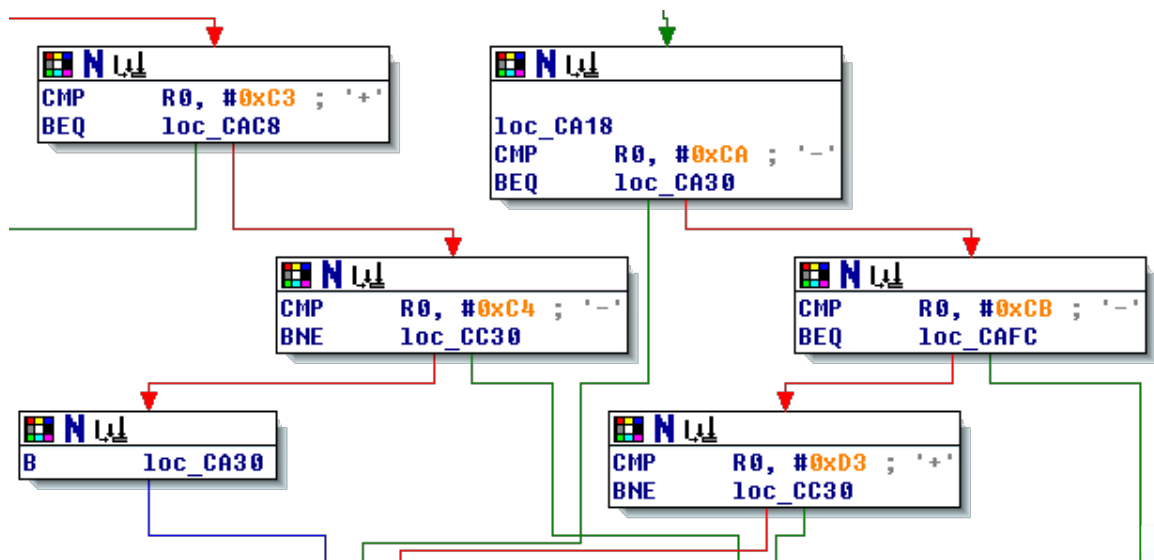 CMP R0, #0xC3 ; '+'
BEQ loc_CAC8
loc_CA18
CMP R0, #0xCA ; '-'
BEQ loc_CA30
CMP R0, #0xC4 ; '-'
BNE loc_CC30
CMP R0, #0xCB ; '-'
BEQ loc_CAFC
B loc_CA30
CMP R0, #0xD3 ; '+'
BNE loc_CC30